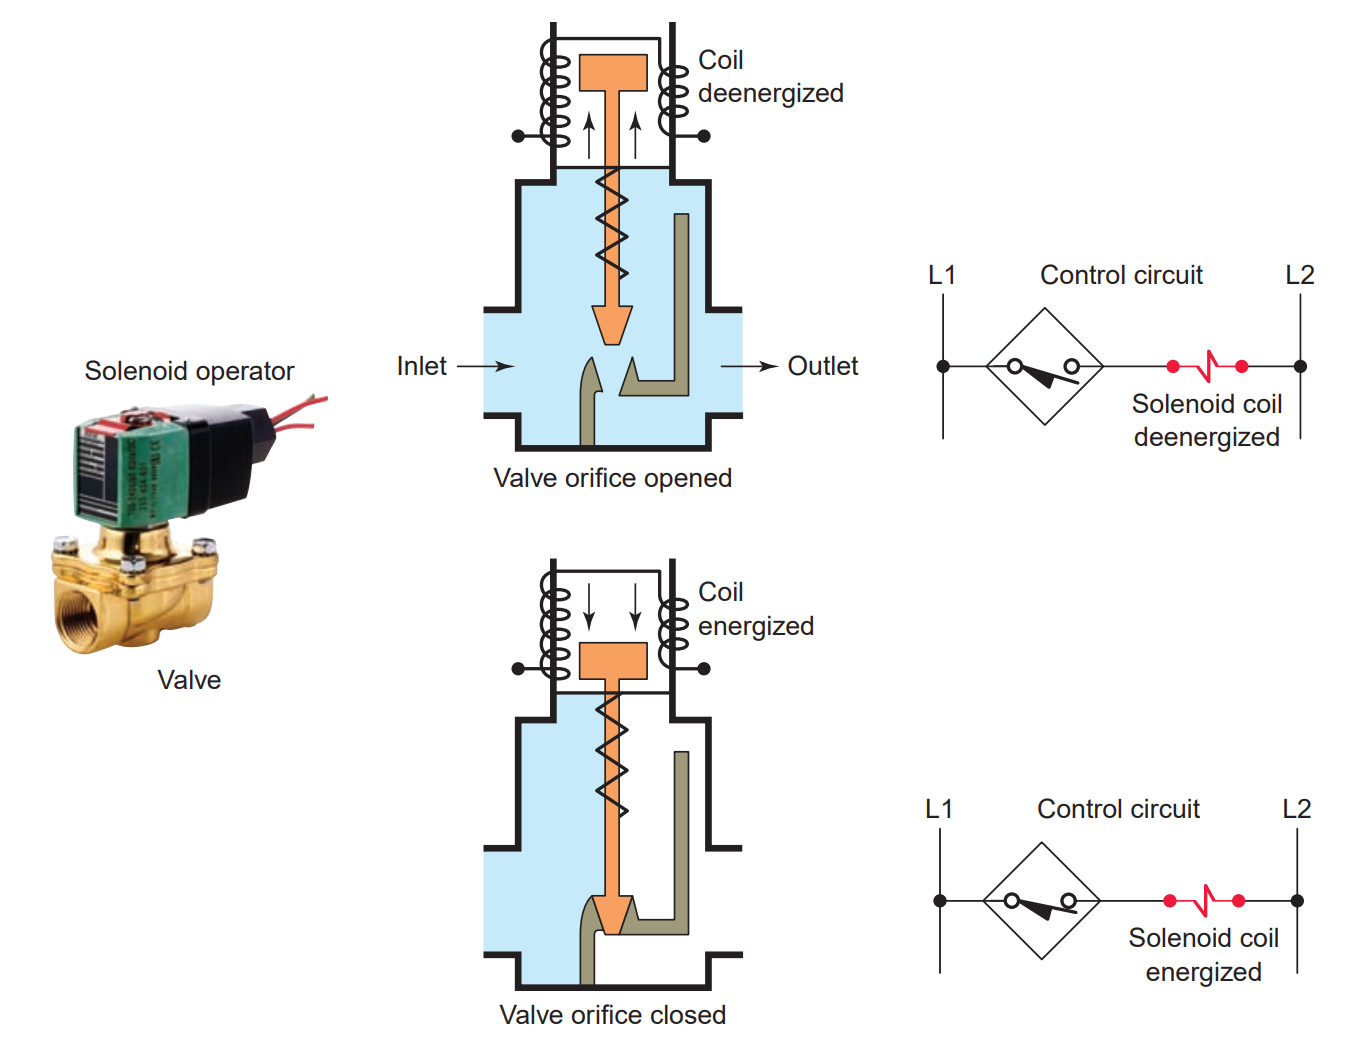 Coil
deenergized
Inlet
Outlet
Valve orifice opened
L1
Control circuit
L2
Solenoid coil
deenergized
Solenoid operator
Valve
Coil
energized
Valve orifice closed
L1
Control circuit
L2
Solenoid coil
energized